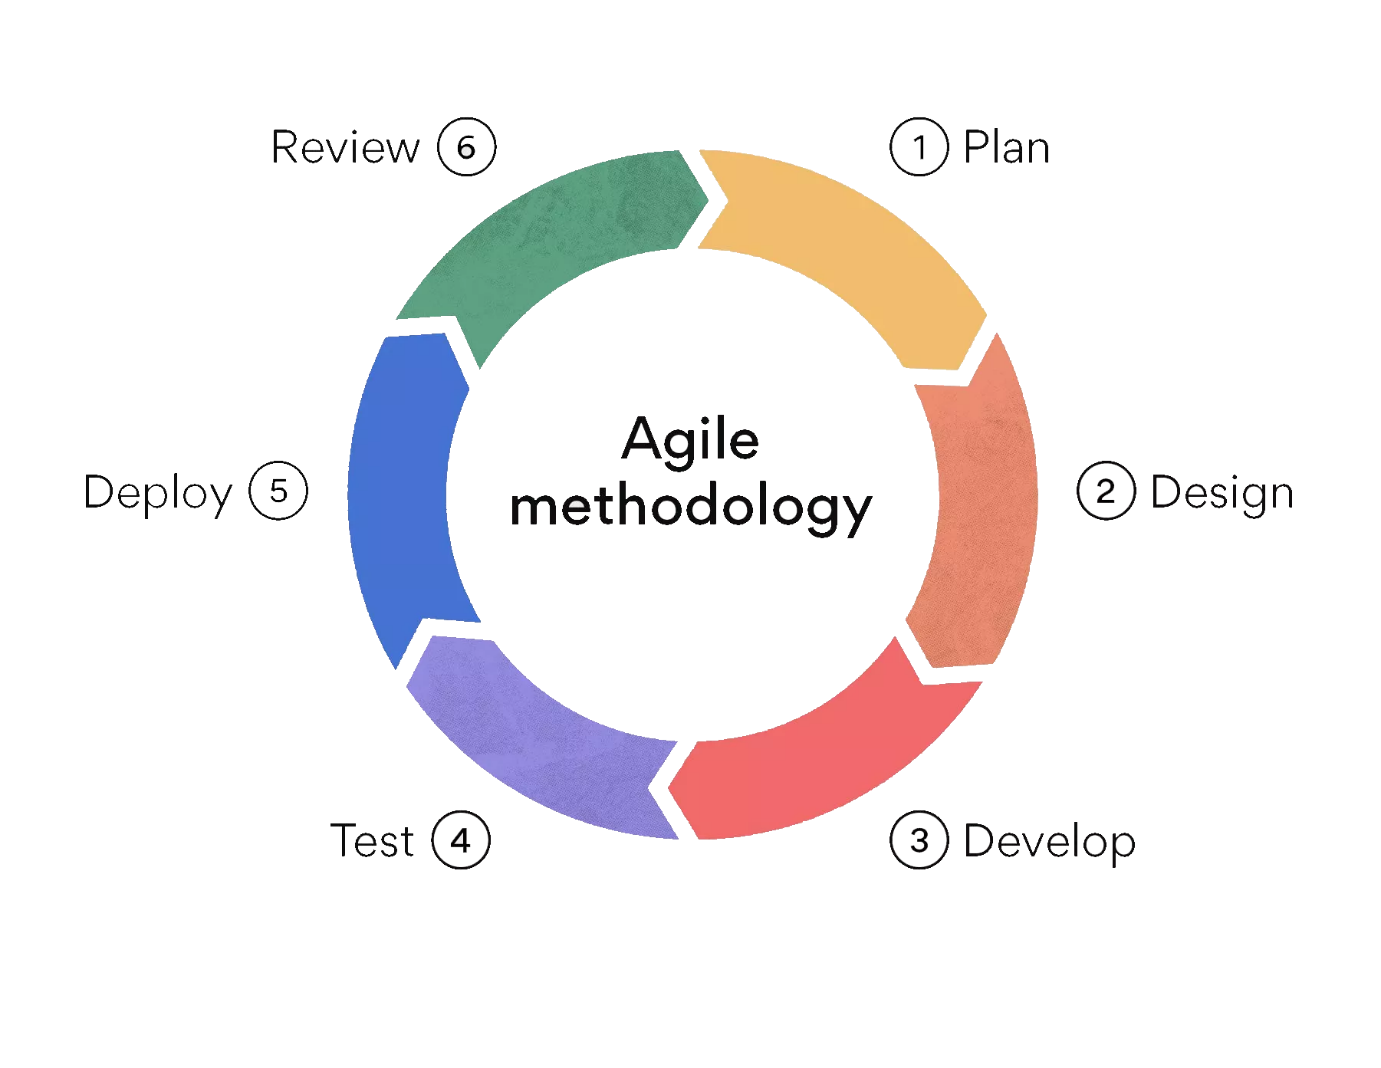 Agile
methodology
1 Plan
2 Design
3 Develop
4 Test
5 Deploy
6 Review